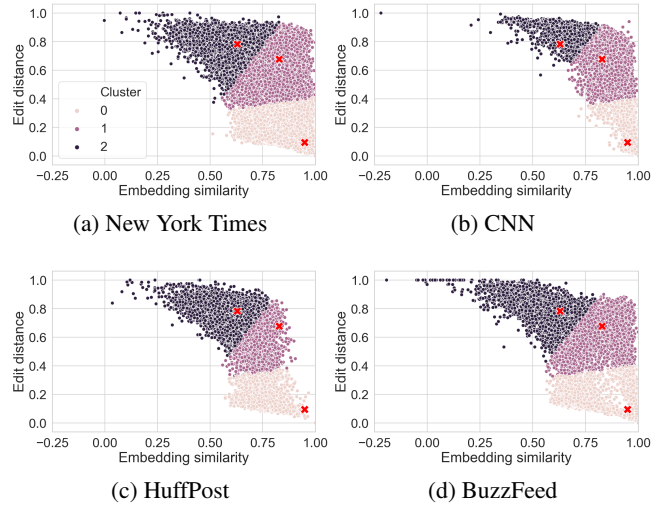 Edit distance
1.0
0.8
0.6
0.4
0.2
0.0
Cluster
0
1
2
−0.25 0.00 0.25 0.50 0.75 1.00
Embedding similarity
(a) New York Times
Edit distance
1.0
0.8
0.6
0.4
0.2
0.0
−0.25 0.00 0.25 0.50 0.75 1.00
Embedding similarity
(b) CNN
Edit distance
1.0
0.8
0.6
0.4
0.2
0.0
−0.25 0.00 0.25 0.50 0.75 1.00
Embedding similarity
(c) HuffPost
Edit distance
1.0
0.8
0.6
0.4
0.2
0.0
−0.25 0.00 0.25 0.50 0.75 1.00
Embedding similarity
(d) BuzzFeed